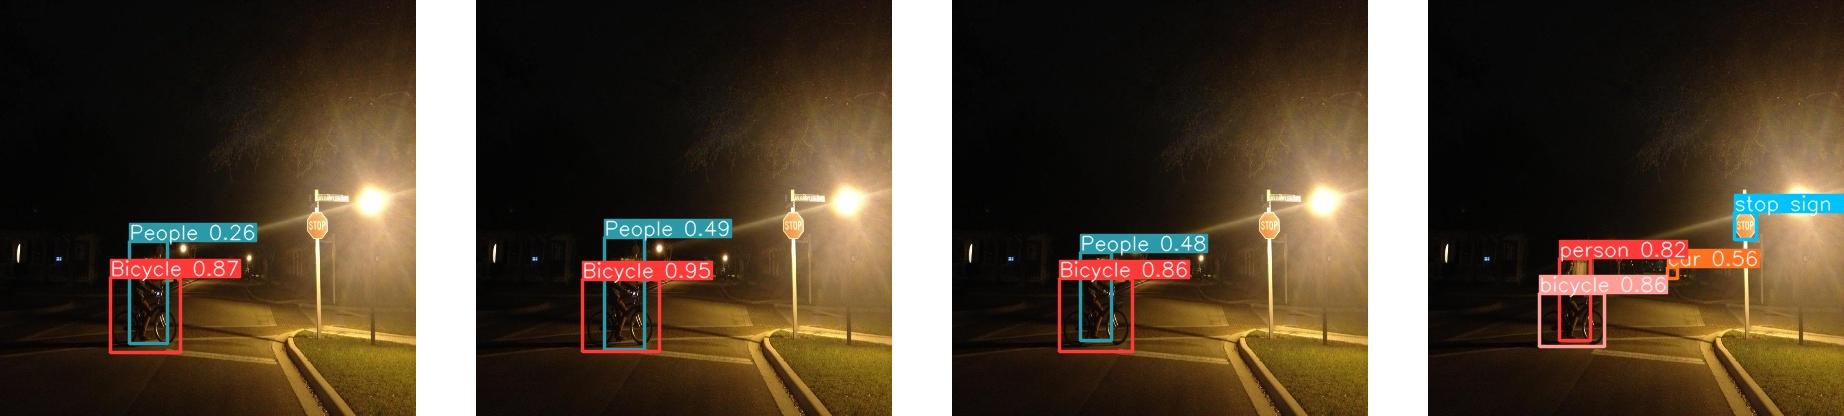 People 0.26
Bicycle 0.87
STOP
People 0.49
Bicycle 0.95
STOP
People 0.48
Bicycle 0.86
STOP
stop sign
person 0.82
car 0.56
bicycle 0.86
STOP